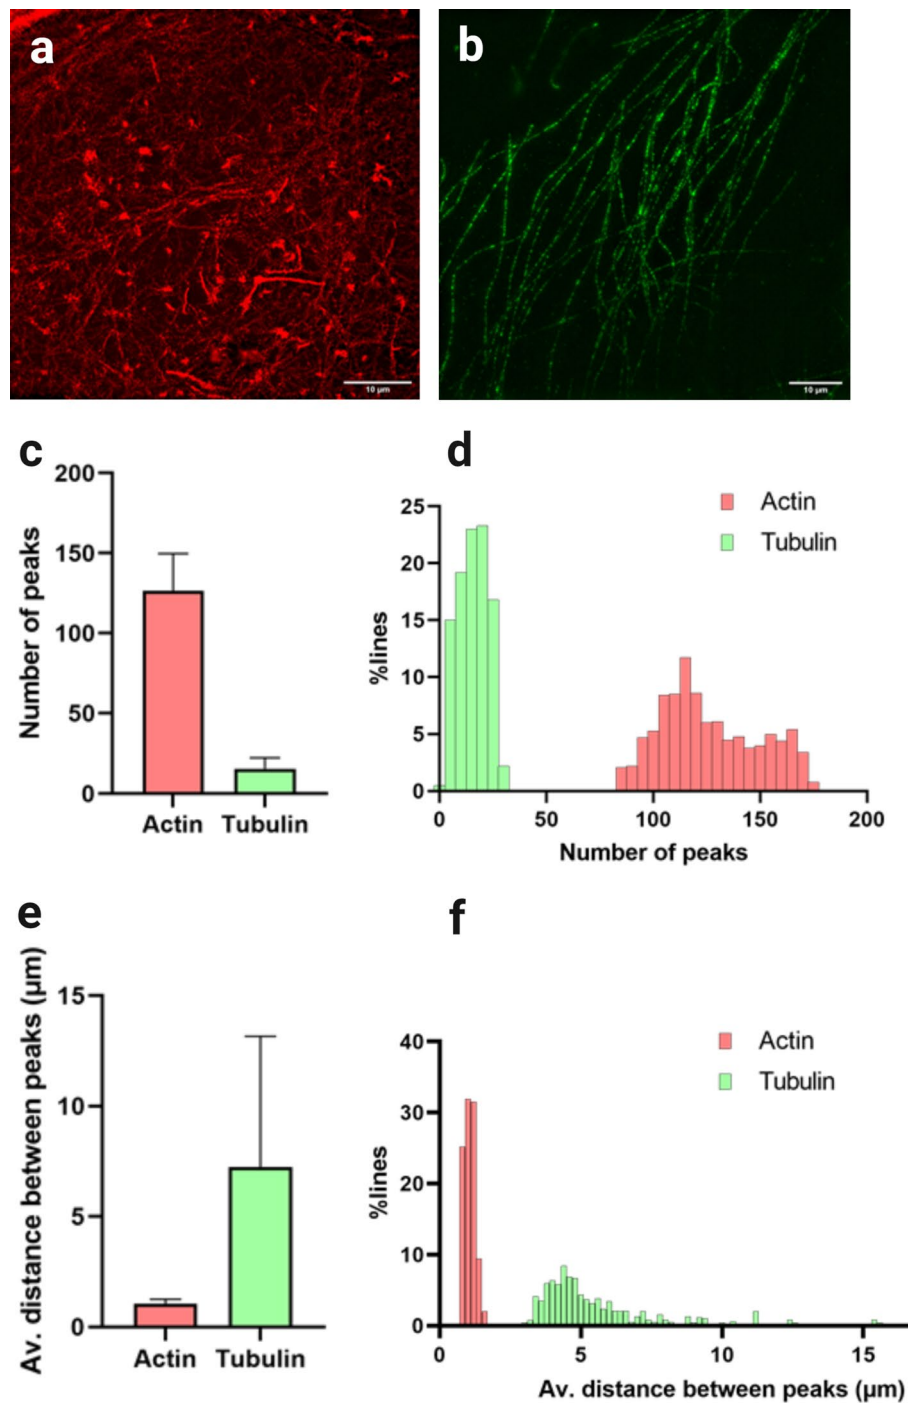 a
b
10 µm
10 µm
c
d
200
150
100
50
0
Number of peaks
Actin Tubulin
25
20
15
10
5
0
%lines
Actin
Tubulin
0 50 100 150 200
Number of peaks
e
f
15
10
5
0
Av. distance between peaks (µm)
Actin Tubulin
40
30
20
10
0
%lines
Actin
Tubulin
0 5 10 15
Av. distance between peaks (µm)